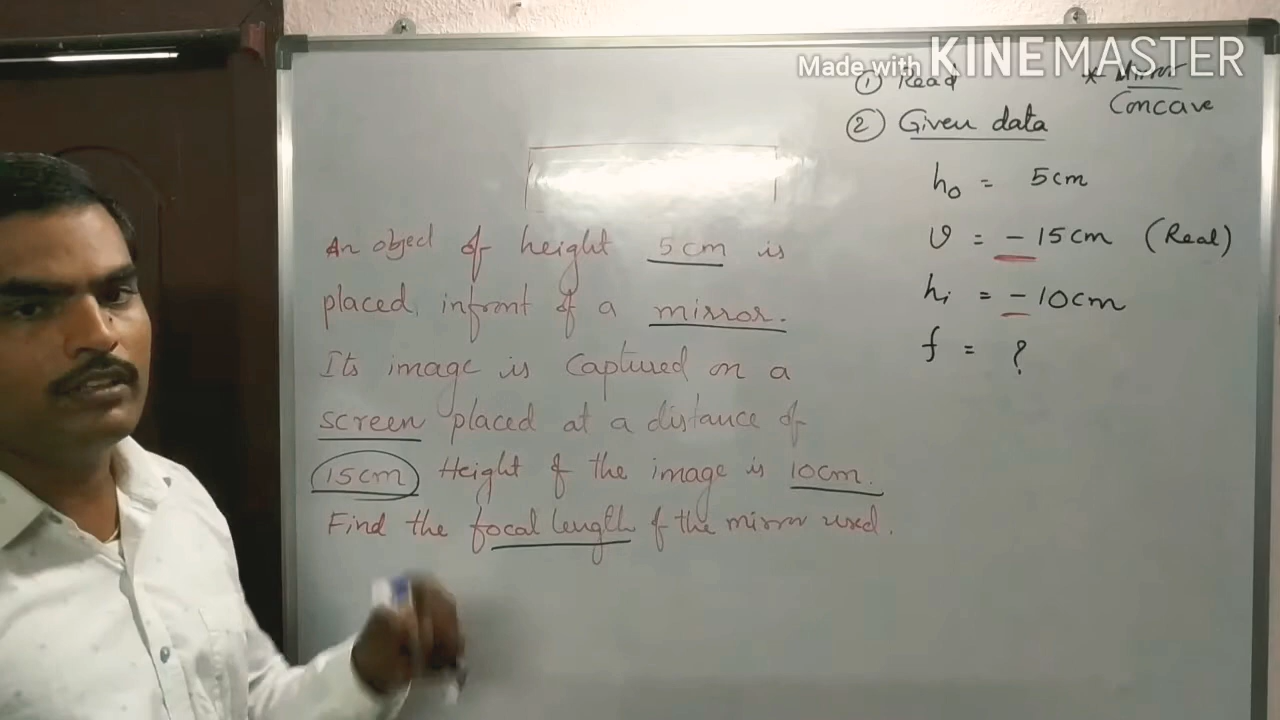 Made with KINEMASTER
① Read
* Mirror
Concave
② Given data
h₀ = 5cm
v = -15cm (Real)
hᵢ = -10cm
f = ?
An object of height 5cm is
placed infront of a mirror.
Its image is Captured on a
screen placed at a distance of
15cm Height of the image is 10cm.
Find the focal length of the mirror used.